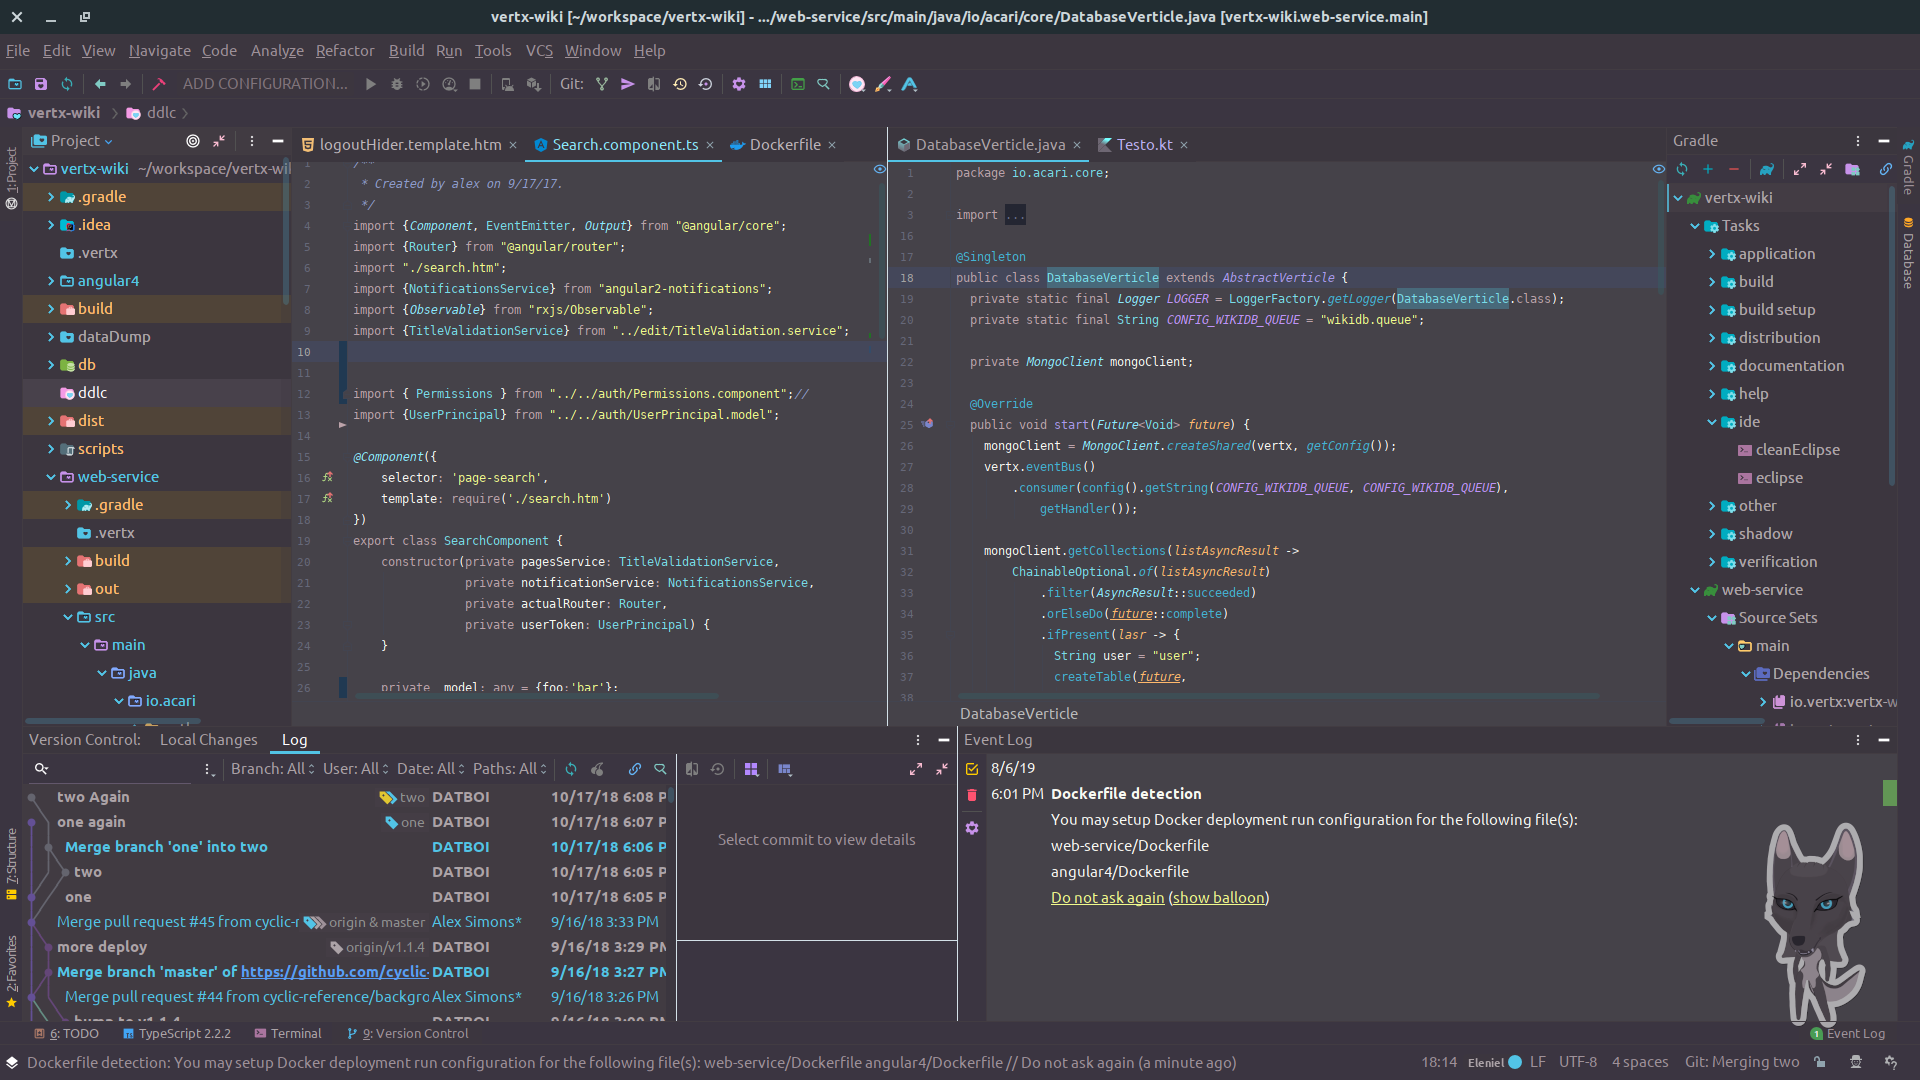 vertx-wiki [~/workspace/vertx-wiki] - .../web-service/src/main/java/io/acari/core/DatabaseVerticle.java [vertx-wiki.web-service.main]
File Edit View Navigate Code Analyze Refactor Build Run Tools VCS Window Help
ADD CONFIGURATION... Git:
vertx-wiki ddlc
1: Project
7: Structure
2: Favorites
Project
vertx-wiki ~/workspace/vertx-wi
.gradle
.idea
.vertx
angular4
build
dataDump
db
ddlc
dist
scripts
web-service
.gradle
.vertx
build
out
src
main
java
io.acari
logoutHider.template.htm × Search.component.ts × Dockerfile ×
1 /**
2 * Created by alex on 9/17/17.
3 */
4 import {Component, EventEmitter, Output} from "@angular/core";
5 import {Router} from "@angular/router";
6 import "./search.htm";
7 import {NotificationsService} from "angular2-notifications";
8 import {Observable} from "rxjs/Observable";
9 import {TitleValidationService} from "../edit/TitleValidation.service";
10
11
12 import { Permissions } from "../../auth/Permissions.component";//
13 import {UserPrincipal} from "../../auth/UserPrincipal.model";
14
15 @Component({
16 selector: 'page-search',
17 template: require('./search.htm')
18 })
19 export class SearchComponent {
20 constructor(private pagesService: TitleValidationService,
21 private notificationService: NotificationsService,
22 private actualRouter: Router,
23 private userToken: UserPrincipal) {
24 }
25
26 private _model: any = {foo:'bar'};
DatabaseVerticle.java × Testo.kt ×
1 package io.acari.core;
2
3 import ...
16
17 @Singleton
18 public class DatabaseVerticle extends AbstractVerticle {
19 private static final Logger LOGGER = LoggerFactory.getLogger(DatabaseVerticle.class);
20 private static final String CONFIG_WIKIDB_QUEUE = "wikidb.queue";
21
22 private MongoClient mongoClient;
23
24 @Override
25 public void start(Future<Void> future) {
26 mongoClient = MongoClient.createShared(vertx, getConfig());
27 vertx.eventBus()
28 .consumer(config().getString(CONFIG_WIKIDB_QUEUE, CONFIG_WIKIDB_QUEUE),
29 getHandler());
30
31 mongoClient.getCollections(listAsyncResult ->
32 ChainableOptional.of(listAsyncResult)
33 .filter(AsyncResult::succeeded)
34 .orElseDo(future::complete)
35 .ifPresent(lasr -> {
36 String user = "user";
37 createTable(future,
38
DatabaseVerticle
Gradle
vertx-wiki
Tasks
application
build
build setup
distribution
documentation
help
ide
cleanEclipse
eclipse
other
shadow
verification
web-service
Source Sets
main
Dependencies
io.vertx:vertx-w
Gradle
Database
Version Control: Local Changes Log
Branch: All User: All Date: All Paths: All
two Again two DATBOI 10/17/18 6:08 P
one again one DATBOI 10/17/18 6:07 P
Merge branch 'one' into two DATBOI 10/17/18 6:06 P
two DATBOI 10/17/18 6:05 P
one DATBOI 10/17/18 6:05 P
Merge pull request #45 from cyclic-r origin & master Alex Simons* 9/16/18 3:33 PM
more deploy origin/v1.1.4 DATBOI 9/16/18 3:29 PM
Merge branch 'master' of https://github.com/cyclic- DATBOI 9/16/18 3:27 PM
Merge pull request #44 from cyclic-reference/backgro Alex Simons* 9/16/18 3:26 PM
bump to v1.1.4 DATBOI 9/16/18
Select commit to view details
Event Log
8/6/19
6:01 PM Dockerfile detection
You may setup Docker deployment run configuration for the following file(s):
web-service/Dockerfile
angular4/Dockerfile
Do not ask again (show balloon)
6: TODO TypeScript 2.2.2 Terminal 9: Version Control 1 Event Log
Dockerfile detection: You may setup Docker deployment run configuration for the following file(s): web-service/Dockerfile angular4/Dockerfile // Do not ask again (a minute ago) 18:14 Eleniel LF UTF-8 4 spaces Git: Merging two